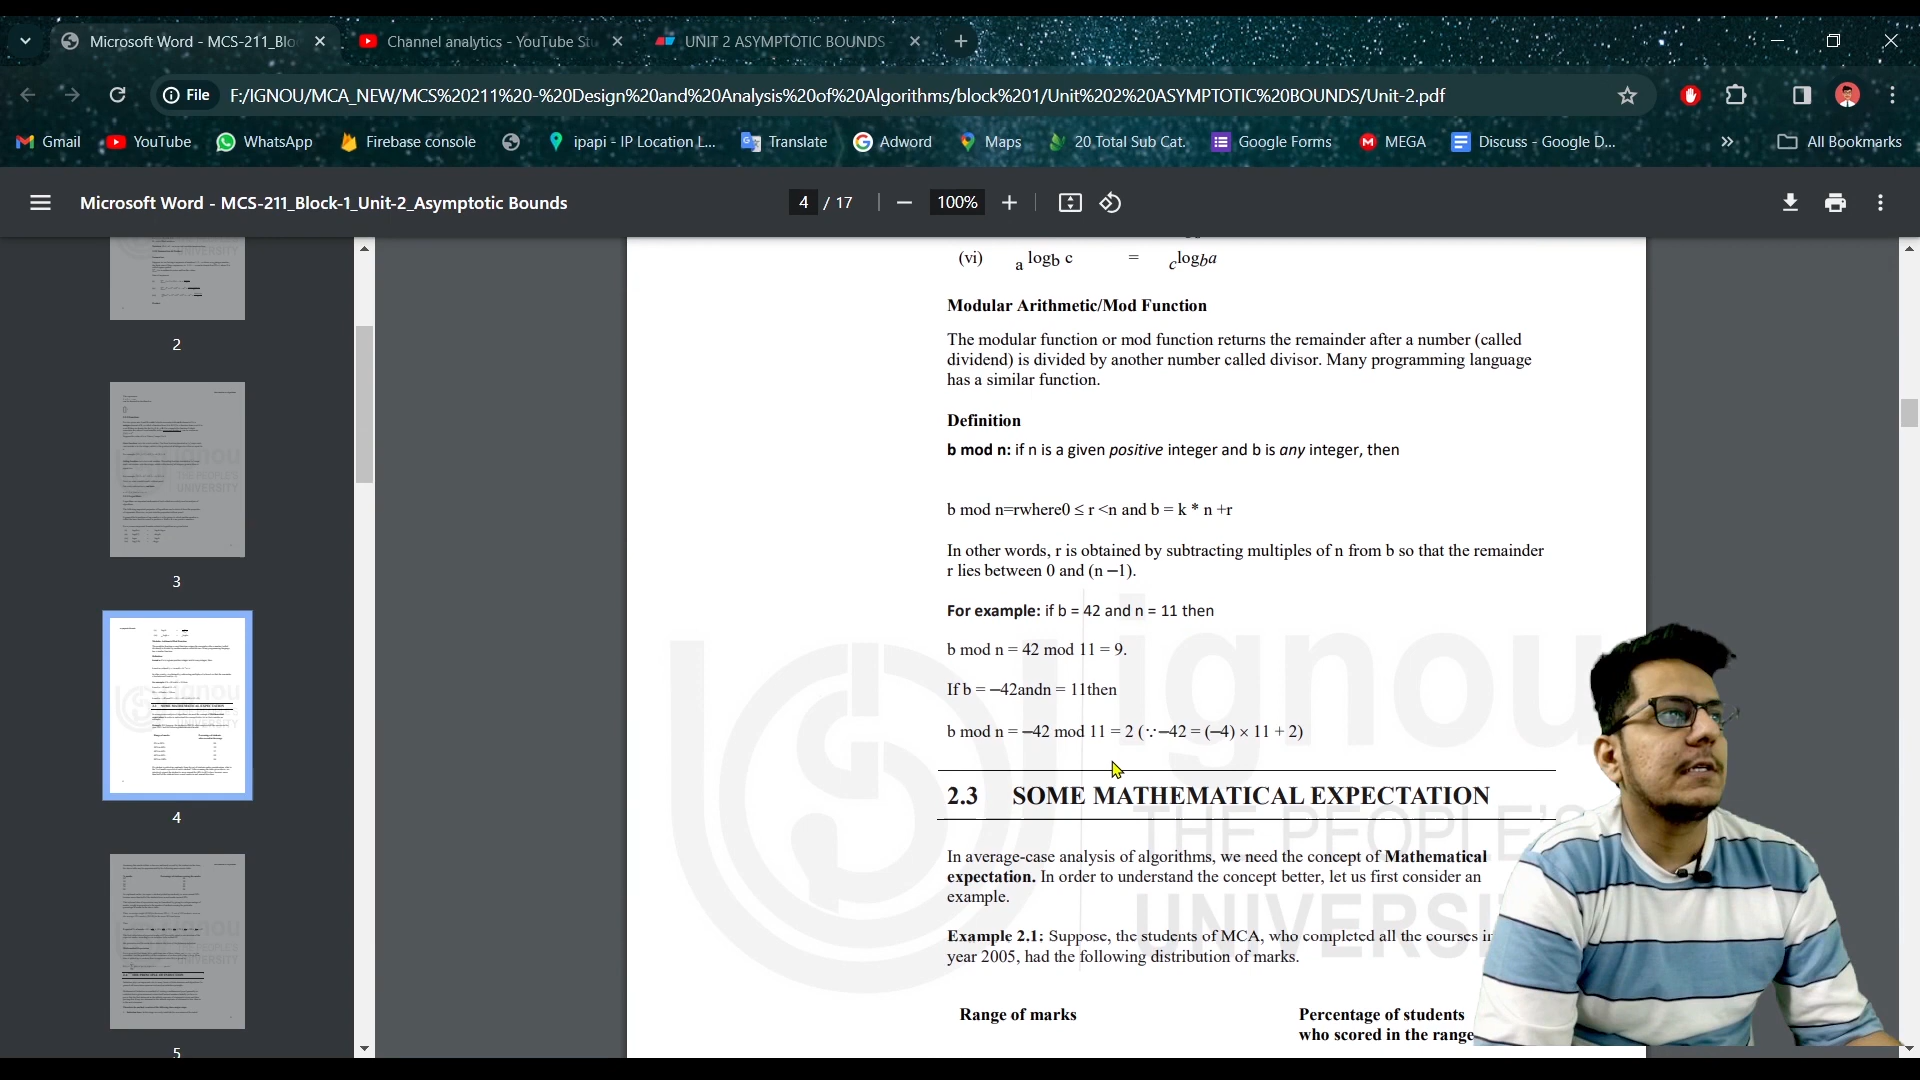 Microsoft Word - MCS-211_Blo
Channel analytics - YouTube Stu
UNIT 2 ASYMPTOTIC BOUNDS
File
F:/IGNOU/MCA_NEW/MCS%20211%20-%20Design%20and%20Analysis%20of%20Algorithms/block%201/Unit%202%20ASYMPTOTIC%20BOUNDS/Unit-2.pdf
Gmail YouTube WhatsApp Firebase console ipapi - IP Location L... Translate Adword Maps 20 Total Sub Cat. Google Forms MEGA Discuss - Google D... » All Bookmarks
Microsoft Word - MCS-211_Block-1_Unit-2_Asymptotic Bounds
4 / 17
100%
2
3
4
5
(vi) a logb c = clogba
Modular Arithmetic/Mod Function
The modular function or mod function returns the remainder after a number (called
dividend) is divided by another number called divisor. Many programming language
has a similar function.
Definition
b mod n: if n is a given positive integer and b is any integer, then
b mod n=rwhere0 ≤ r <n and b = k * n +r
In other words, r is obtained by subtracting multiples of n from b so that the remainder
r lies between 0 and (n –1).
For example: if b = 42 and n = 11 then
b mod n = 42 mod 11 = 9.
If b = –42andn = 11then
b mod n = –42 mod 11 = 2 (∵–42 = (–4) × 11 + 2)
2.3 SOME MATHEMATICAL EXPECTATION
In average-case analysis of algorithms, we need the concept of Mathematical
expectation. In order to understand the concept better, let us first consider an
example.
Example 2.1: Suppose, the students of MCA, who completed all the courses in
year 2005, had the following distribution of marks.
Range of marks
Percentage of students
who scored in the range
ignou
THE PEOPLE'S
UNIVERSI